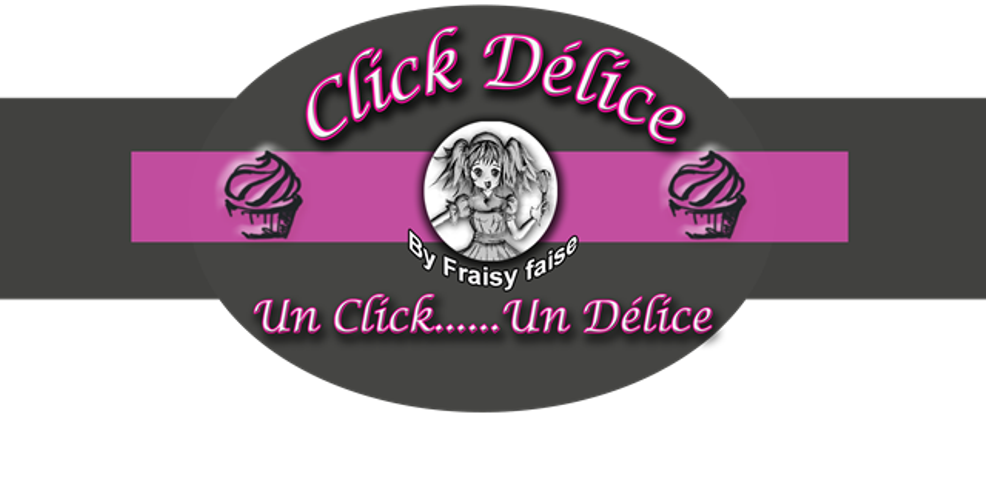 Click Délice
By Fraisy faise
Un Click......Un Délice